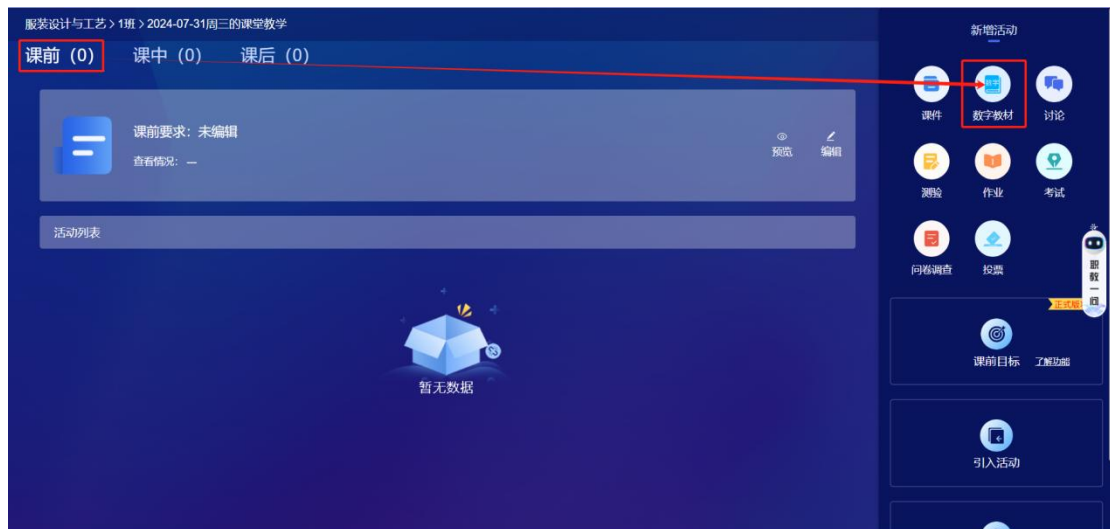 服装设计与工艺 > 1班 > 2024-07-31周三的课堂教学
课前 (0) 课中 (0) 课后 (0)
课前要求：未编辑
查看情况：—
预览 编辑
活动列表
暂无数据
新增活动
课件 数字教材 讨论
测验 作业 考试
问卷调查 投票
职教一问
课前目标 了解功能
引入活动